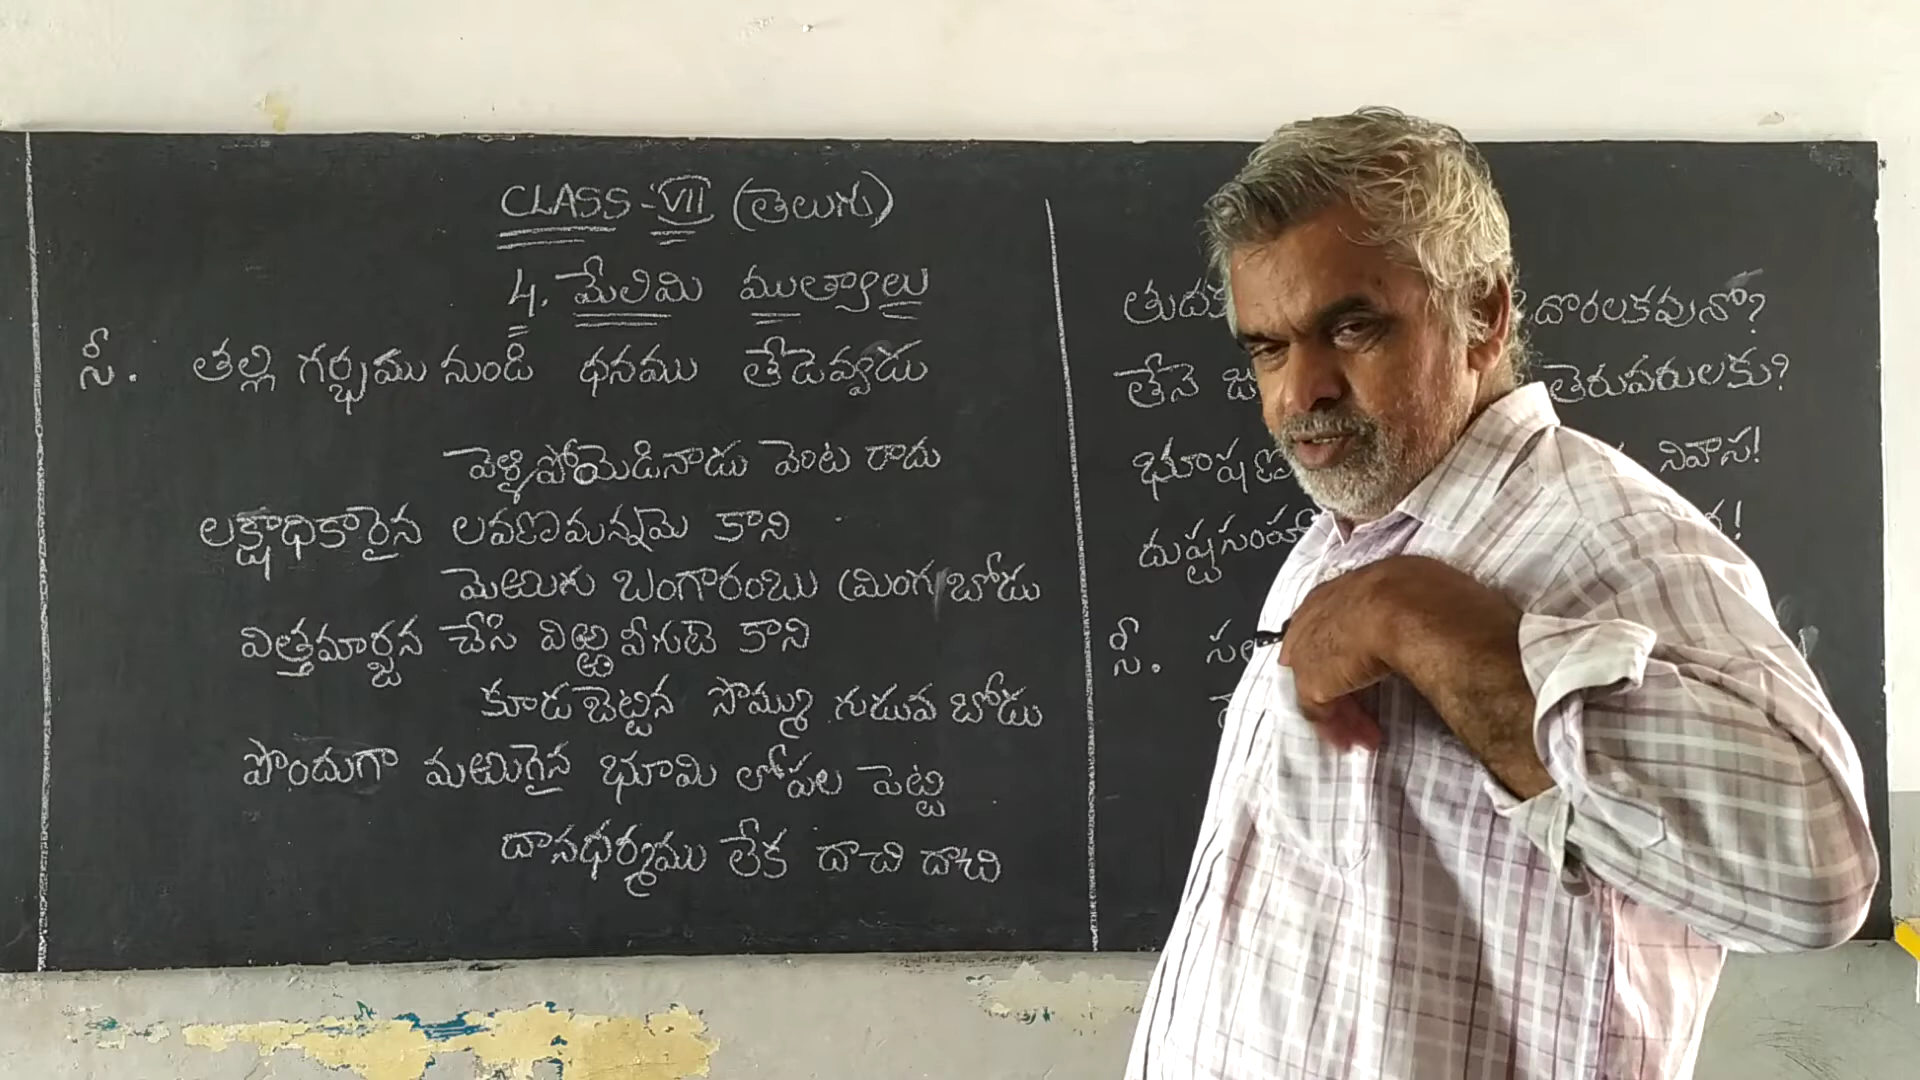 CLASS-VII (తెలుగు)
4. మేలిమి ముత్యాలు
సీ. తల్లి గర్భము నుండి ధనము తేడెవ్వడు
వెళ్ళిపోయెడినాడు వెంట రాదు
లక్షాధికారైన లవణమన్నమె కాని
మెఱుగు బంగారంబు మ్రింగబోడు
విత్తమార్జన చేసి విఱ్ఱవీగుటె కాని
కూడబెట్టిన సొమ్ము గుడువ బోడు
పొందుగా మఱుగైన భూమి లోపల పెట్టి
దానధర్మము లేక దాచి దాచి
తుదకు దొరలకవునో?
తేనె తెరువరులకు?
భూషణ నివాస!
దుష్టసంహా
సీ.